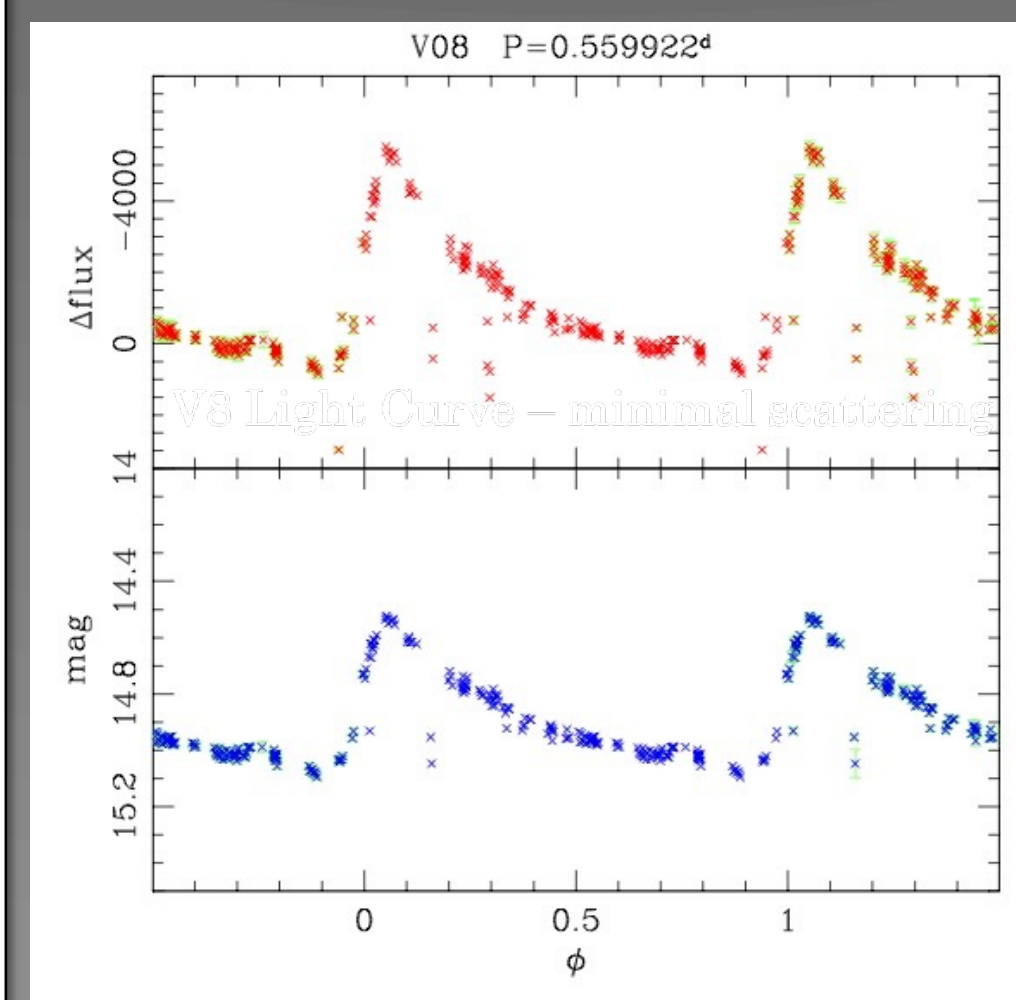 V08 P=0.559922ᵈ
Δflux
−4000
0
V8 Light Curve – minimal scattering
14
mag
14.4
14.8
15.2
0 0.5 1
ϕ